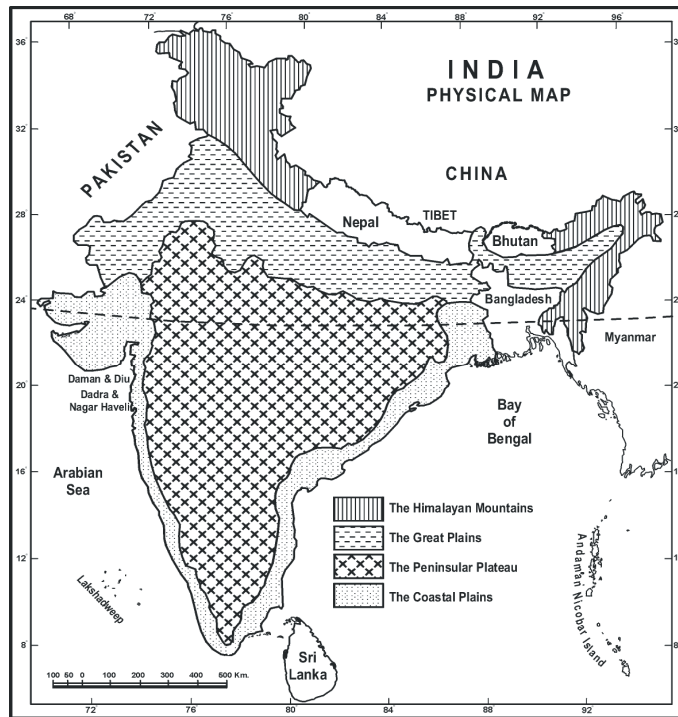 68° 72° 76° 80° 84° 88° 92° 96°
36°
INDIA
PHYSICAL MAP
PAKISTAN
32
CHINA
28
Nepal
TIBET
Bhutan
24
Bangladesh
Myanmar
Daman & Diu
Dadra &
Nagar Haveli
20
Bay
of
Bengal
16
Arabian
Sea
The Himalayan Mountains
The Great Plains
The Peninsular Plateau
The Coastal Plains
12
Lakshadweep
Andaman Nicobar Island
8
Sri
Lanka
100 50 0 100 200 300 400 500 Km.
72 76 80 84 88 92